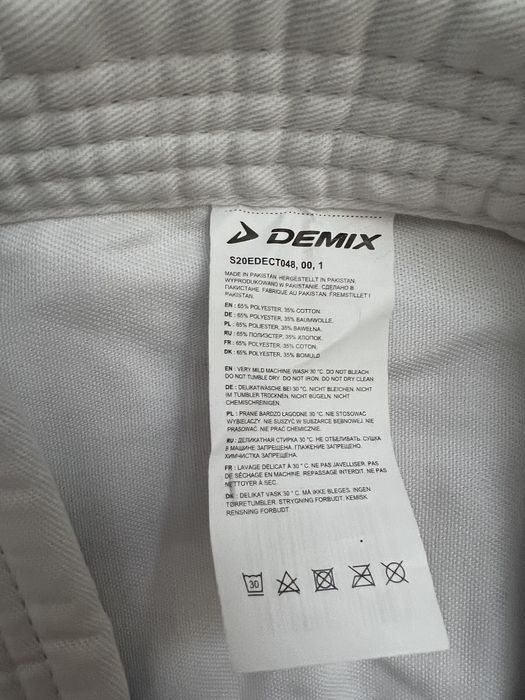 DEMIX
S20EDECT048, 00, 1
MADE IN PAKISTAN. HERGESTELLT IN PAKISTAN.
WYPRODUKOWANO W PAKISTANIE. СДЕЛАНО В
ПАКИСТАНЕ. FABRIQUE AU PAKISTAN. FREMSTILLET I
PAKISTAN.
EN : 65% POLYESTER, 35% COTTON.
DE : 65% POLYESTER, 35% BAUMWOLLE.
PL : 65% POLIESTER, 35% BAWEŁNA.
RU : 65% ПОЛИЭСТЕР, 35% ХЛОПОК.
FR : 65% POLYESTER, 35% COTON.
DK : 65% POLYESTER, 35% BOMULD.
EN : VERY MILD MACHINE WASH 30 °C. DO NOT BLEACH.
DO NOT TUMBLE DRY. DO NOT IRON. DO NOT DRY CLEAN.
DE : DELIKATWÄSCHE BEI 30 °C. NICHT BLEICHEN. NICHT
IM TUMBLER TROCKNEN. NICHT BÜGELN. NICHT
CHEMISCHREINIGEN.
PL : PRANIE BARDZO ŁAGODNE 30 °C. NIE STOSOWAĆ
WYBIELACZY. NIE SUSZYĆ W SUSZARCE BĘBNOWEJ. NIE
PRASOWAĆ. NIE PRAĆ CHEMICZNIE.
RU : ДЕЛИКАТНАЯ СТИРКА 30 °C. НЕ ОТБЕЛИВАТЬ. СУШКА
В МАШИНЕ ЗАПРЕЩЕНА. ГЛАЖЕНИЕ ЗАПРЕЩЕНО.
ХИМЧИСТКА ЗАПРЕЩЕНА.
FR : LAVAGE DÉLICAT À 30 °C. NE PAS JAVELLISER. PAS
DE SÉCHAGE EN MACHINE. REPASSAGE INTERDIT. NE PAS
NETTOYER À SEC.
DK : DELIKAT VASK 30 °C. MÅ IKKE BLEGES. INGEN
TØRRETUMBLER. STRYGNING FORBUDT. KEMISK
RENSNING FORBUDT.
30